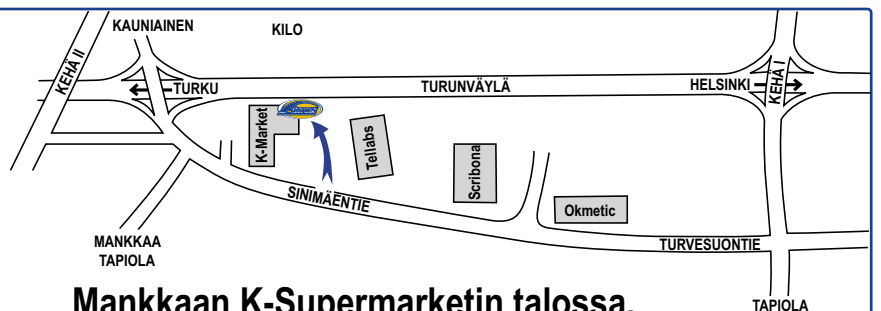 KAUNIAINEN
KILO
KEHÄ II
TURKU
TURUNVÄYLÄ
HELSINKI
KEHÄ I
K-Market
Tellabs
Scribona
Okmetic
SINIMÄENTIE
MANKKAA
TAPIOLA
TURVESUONTIE
Mankkaan K-Supermarketin talossa.
TAPIOLA